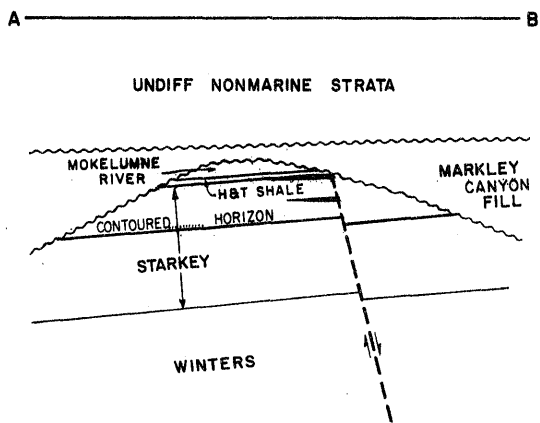 A B
UNDIFF NONMARINE STRATA
MOKELUMNE
RIVER
H&T SHALE
MARKLEY
CANYON
FILL
CONTOURED HORIZON
STARKEY
WINTERS